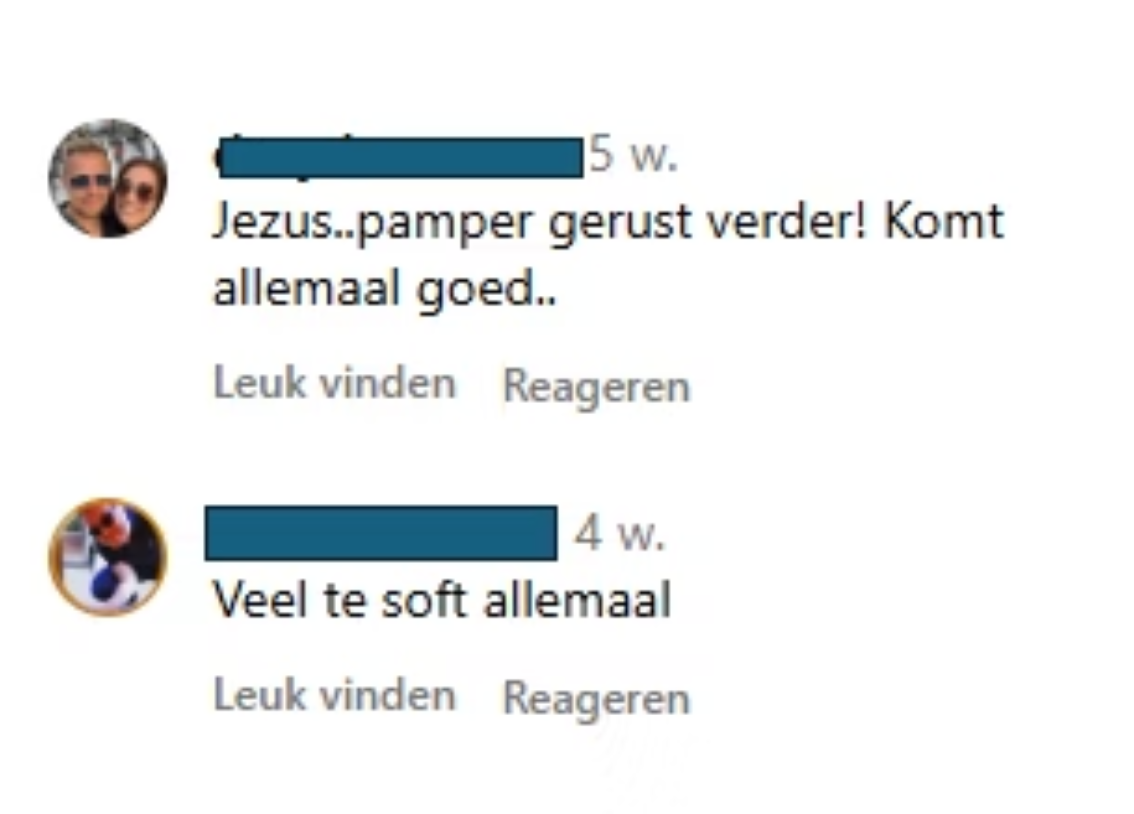 5 w.
Jezus..pamper gerust verder! Komt
allemaal goed..
Leuk vinden Reageren
4 w.
Veel te soft allemaal
Leuk vinden Reageren